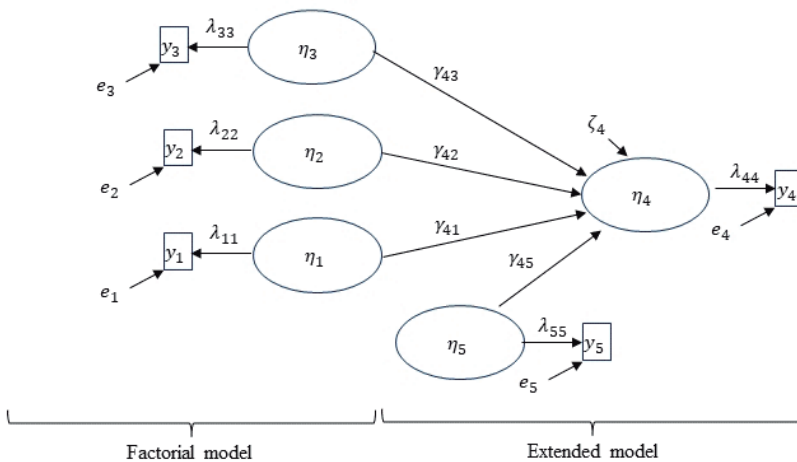 y₃
λ₃₃
η₃
e₃
γ₄₃
ζ₄
y₂
λ₂₂
η₂
e₂
γ₄₂
η₄
λ₄₄
y₄
e₄
y₁
λ₁₁
η₁
e₁
γ₄₁
γ₄₅
η₅
λ₅₅
y₅
e₅
Factorial model
Extended model